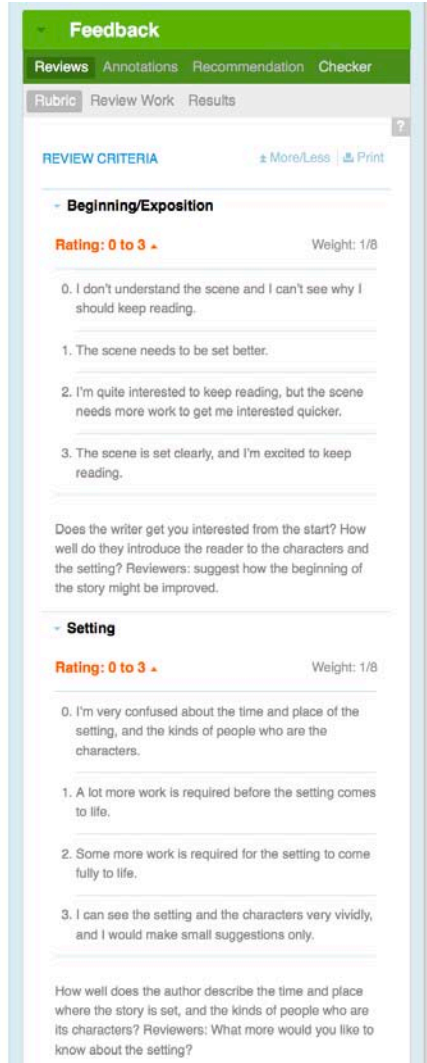 Feedback
Reviews Annotations Recommendation Checker
Rubric Review Work Results
?
REVIEW CRITERIA ± More/Less Print
Beginning/Exposition
Rating: 0 to 3 Weight: 1/8
0. I don't understand the scene and I can't see why I
should keep reading.
1. The scene needs to be set better.
2. I'm quite interested to keep reading, but the scene
needs more work to get me interested quicker.
3. The scene is set clearly, and I'm excited to keep
reading.
Does the writer get you interested from the start? How
well do they introduce the reader to the characters and
the setting? Reviewers: suggest how the beginning of
the story might be improved.
Setting
Rating: 0 to 3 Weight: 1/8
0. I'm very confused about the time and place of the
setting, and the kinds of people who are the
characters.
1. A lot more work is required before the setting comes
to life.
2. Some more work is required for the setting to come
fully to life.
3. I can see the setting and the characters very vividly,
and I would make small suggestions only.
How well does the author describe the time and place
where the story is set, and the kinds of people who are
its characters? Reviewers: What more would you like to
know about the setting?